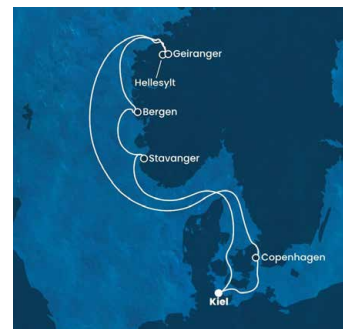 Geiranger
Hellesylt
Bergen
Stavanger
Copenhagen
Kiel